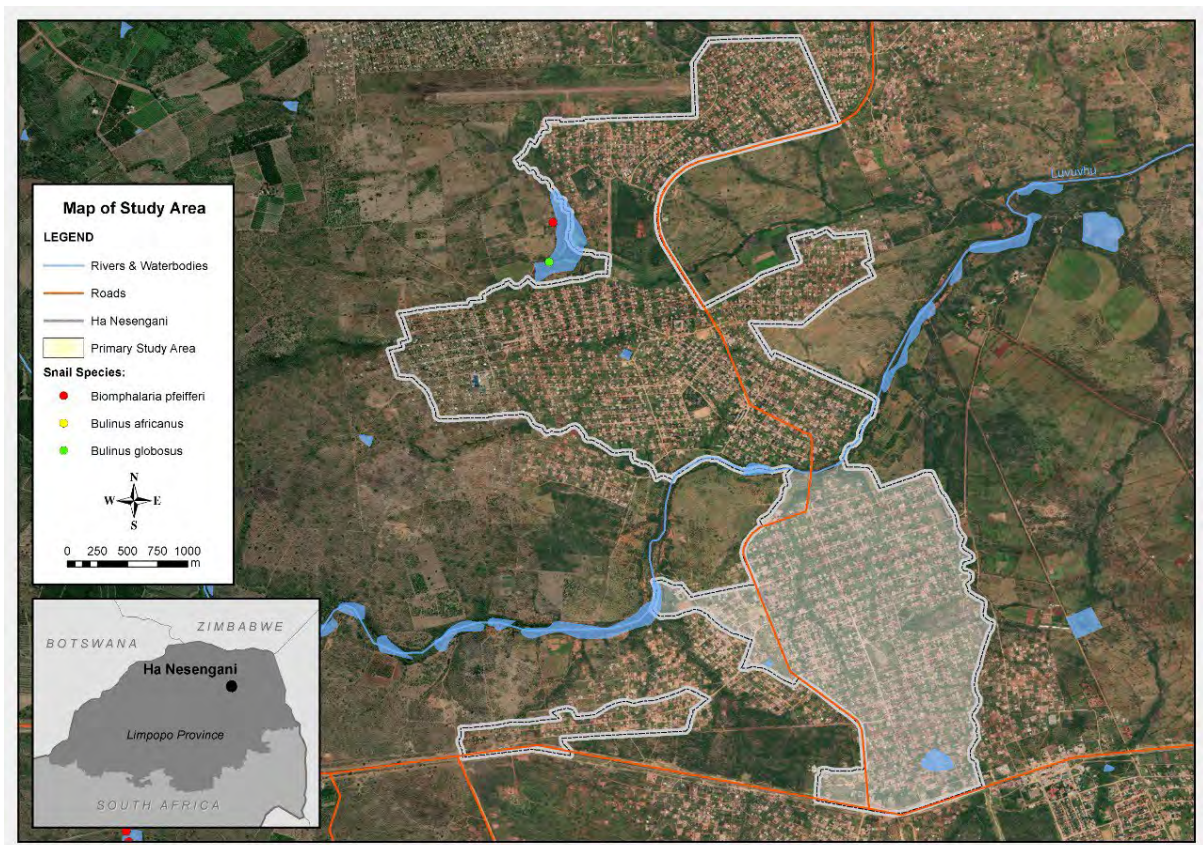 Luvuvhu
Map of Study Area
LEGEND
Rivers & Waterbodies
Roads
Ha Nesengani
Primary Study Area
Snail Species:
Biomphalaria pfeifferi
Bulinus africanus
Bulinus globosus
N
W E
S
0 250 500 750 1000
m
ZIMBABWE
BOTSWANA
Ha Nesengani
Limpopo Province
SOUTH AFRICA